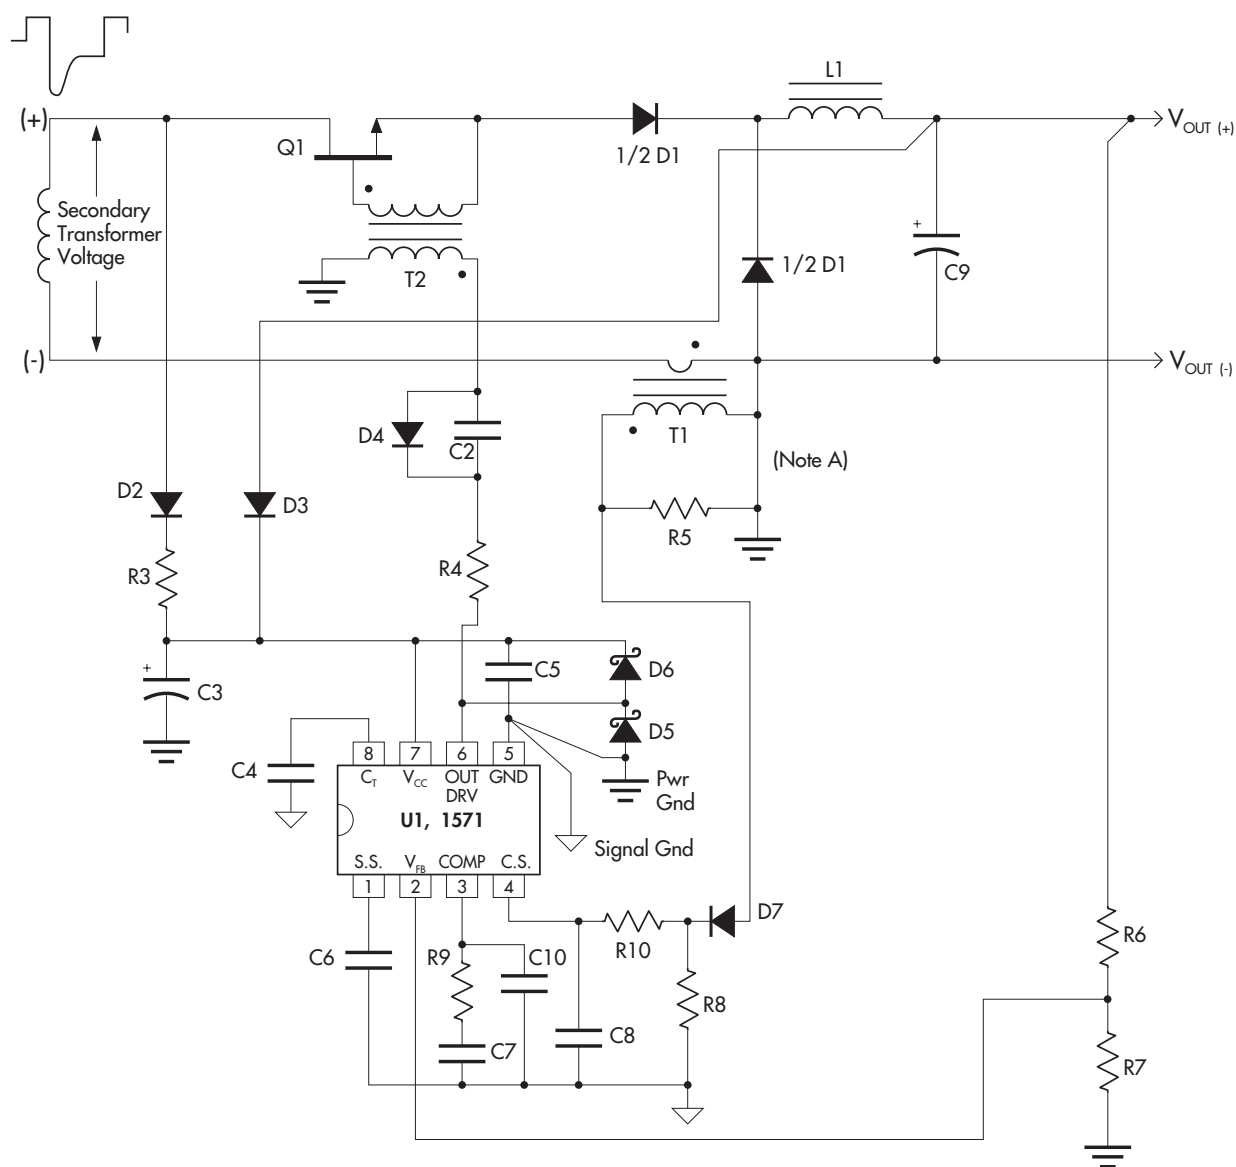 L1
(+)
V OUT (+)
Q1
1/2 D1
Secondary
Transformer
Voltage
+
1/2 D1
C9
T2
(-)
V OUT (-)
D4
C2
T1
(Note A)
D2
D3
R5
R3
R4
+
C3
C5
D6
D5
8
7
6
5
C4
CT
VCC
OUT
DRV
GND
Pwr
Gnd
U1, 1571
Signal Gnd
S.S.
VFB
COMP
C.S.
1
2
3
4
D7
C6
R9
C10
R10
R6
R8
C7
C8
R7